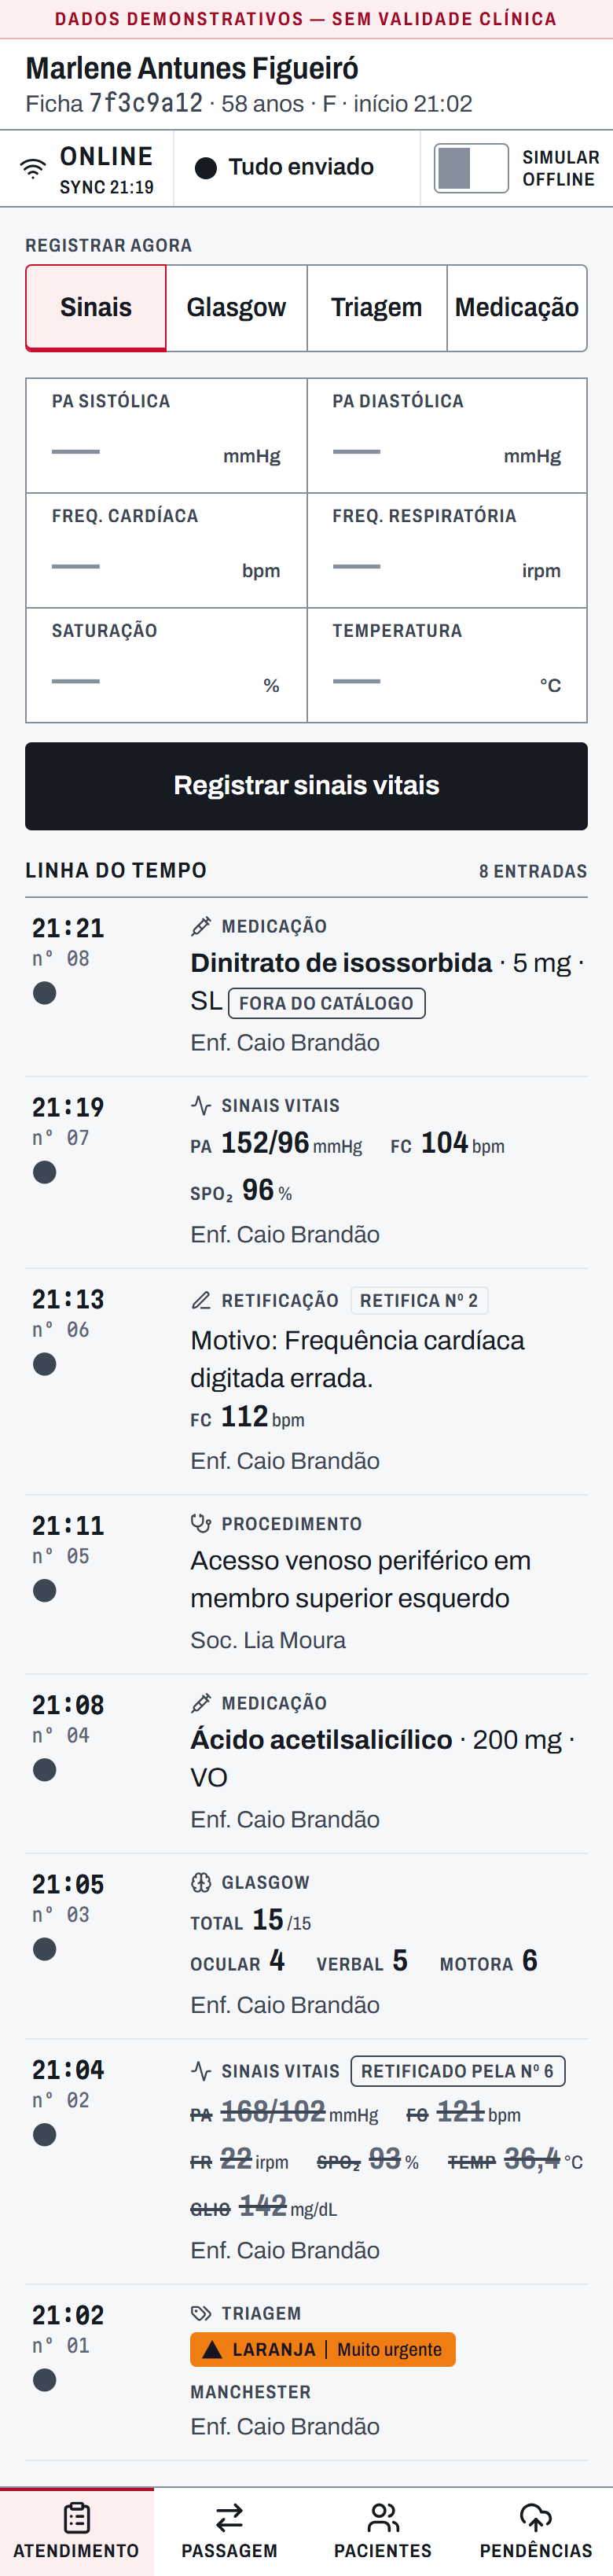 DADOS DEMONSTRATIVOS — SEM VALIDADE CLÍNICA
Marlene Antunes Figueiró
Ficha 7f3c9a12 · 58 anos · F · início 21:02
ONLINE
SYNC 21:19
Tudo enviado
SIMULAR
OFFLINE
REGISTRAR AGORA
Sinais
Glasgow
Triagem
Medicação
PA SISTÓLICA
— mmHg
PA DIASTÓLICA
— mmHg
FREQ. CARDÍACA
— bpm
FREQ. RESPIRATÓRIA
— irpm
SATURAÇÃO
— %
TEMPERATURA
— °C
Registrar sinais vitais
LINHA DO TEMPO
8 ENTRADAS
21:21
nº 08
MEDICAÇÃO
Dinitrato de isossorbida · 5 mg ·
SL FORA DO CATÁLOGO
Enf. Caio Brandão
21:19
nº 07
SINAIS VITAIS
PA 152/96 mmHg FC 104 bpm
SPO₂ 96 %
Enf. Caio Brandão
21:13
nº 06
RETIFICAÇÃO RETIFICA Nº 2
Motivo: Frequência cardíaca
digitada errada.
FC 112 bpm
Enf. Caio Brandão
21:11
nº 05
PROCEDIMENTO
Acesso venoso periférico em
membro superior esquerdo
Soc. Lia Moura
21:08
nº 04
MEDICAÇÃO
Ácido acetilsalicílico · 200 mg ·
VO
Enf. Caio Brandão
21:05
nº 03
GLASGOW
TOTAL 15 /15
OCULAR 4 VERBAL 5 MOTORA 6
Enf. Caio Brandão
21:04
nº 02
SINAIS VITAIS RETIFICADO PELA Nº 6
PA 168/102 mmHg FC 121 bpm
FR 22 irpm SPO₂ 93 % TEMP 36,4 °C
GLIC 142 mg/dL
Enf. Caio Brandão
21:02
nº 01
TRIAGEM
LARANJA | Muito urgente
MANCHESTER
Enf. Caio Brandão
ATENDIMENTO
PASSAGEM
PACIENTES
PENDÊNCIAS